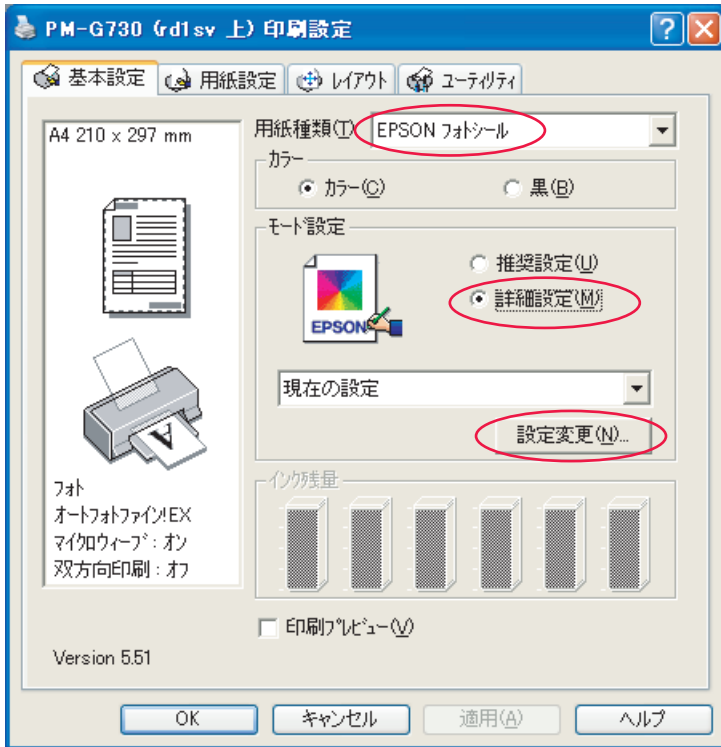 PM-G730 (rd1sv 上) 印刷設定
基本設定 用紙設定 レイアウト ユーティリティ
A4 210 x 297 mm
用紙種類(T) EPSON フォトシール
カラー
カラー(C) 黒(B)
モード設定
推奨設定(U)
詳細設定(M)
EPSON
現在の設定
設定変更(N)...
A
フォト
オートフォトファイン!EX
マイクロウィーブ : オン
双方向印刷 : オフ
インク残量
印刷プレビュー(V)
Version 5.51
OK キャンセル 適用(A) ヘルプ